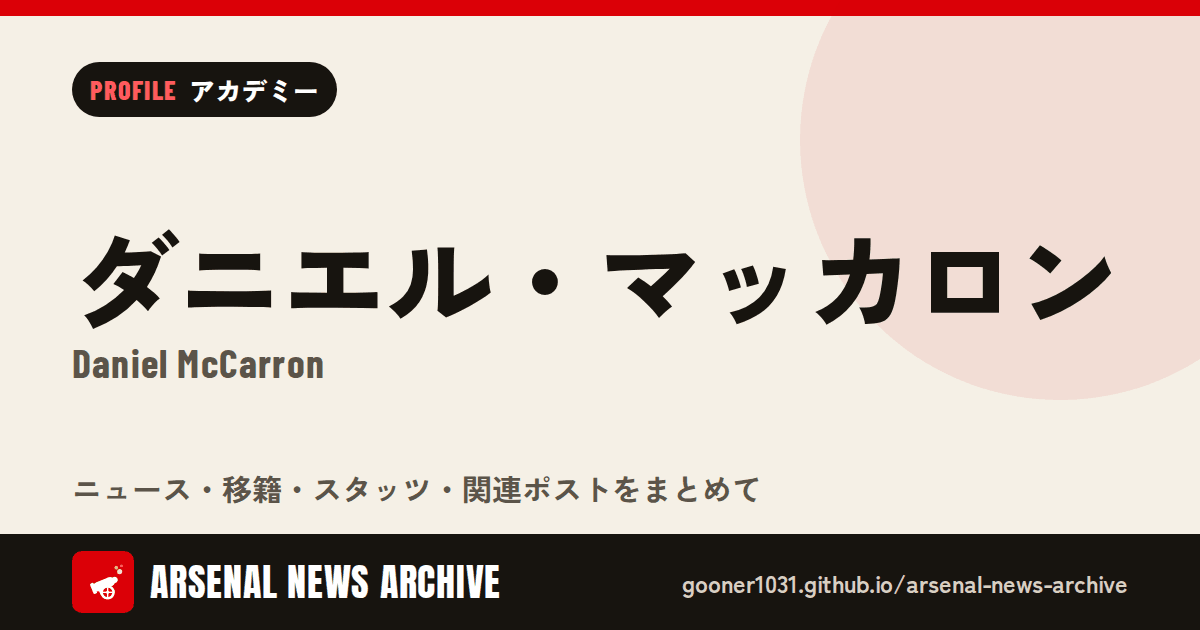 PROFILE アカデミー
ダニエル・マッカロン
Daniel McCarron
ニュース・移籍・スタッツ・関連ポストをまとめて
ARSENAL NEWS ARCHIVE
gooner1031.github.io/arsenal-news-archive